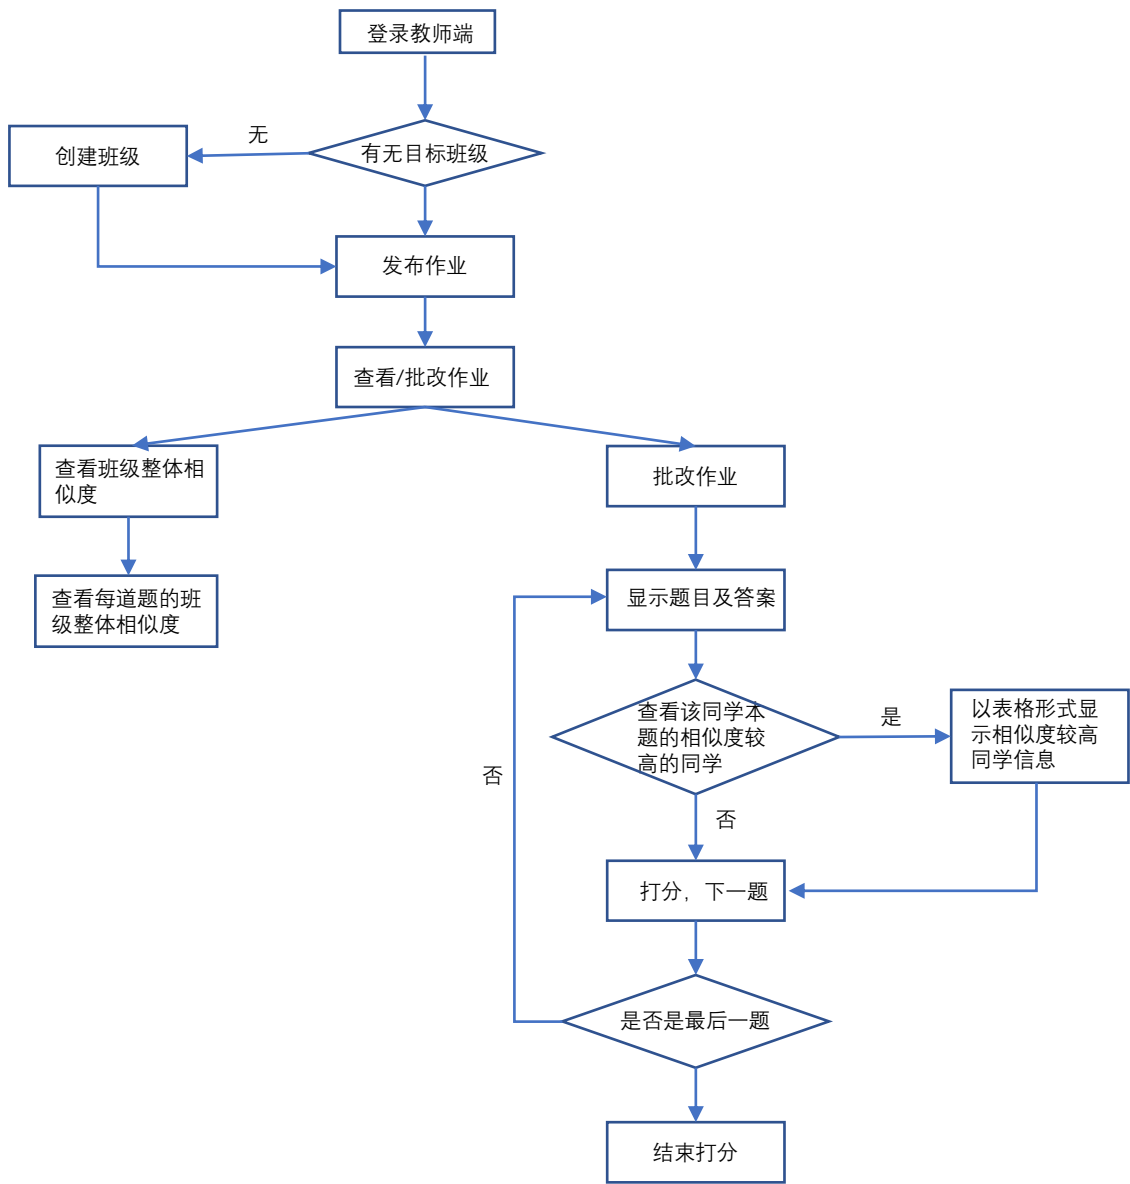 登录教师端
无
有无目标班级
创建班级
发布作业
查看/批改作业
查看班级整体相
似度
批改作业
查看每道题的班
级整体相似度
显示题目及答案
查看该同学本
题的相似度较
高的同学
是
以表格形式显
示相似度较高
同学信息
否
否
打分，下一题
是否是最后一题
结束打分